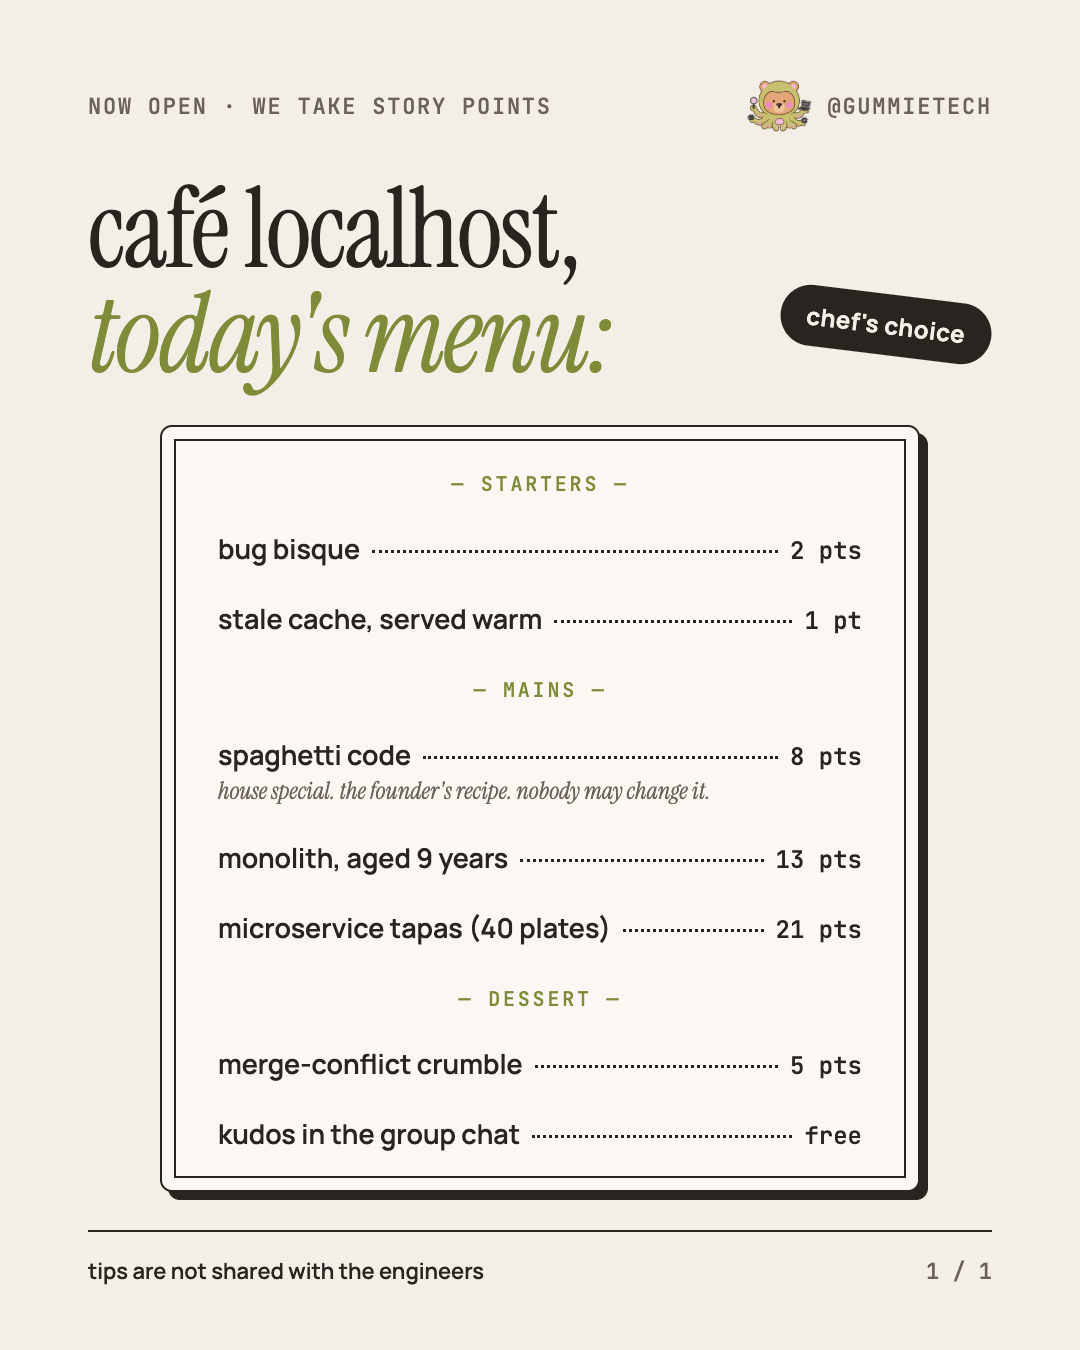 NOW OPEN · WE TAKE STORY POINTS
@GUMMIETECH
café localhost,
today's menu:
chef's choice
— STARTERS —
bug bisque 2 pts
stale cache, served warm 1 pt
— MAINS —
spaghetti code 8 pts
house special. the founder's recipe. nobody may change it.
monolith, aged 9 years 13 pts
microservice tapas (40 plates) 21 pts
— DESSERT —
merge-conflict crumble 5 pts
kudos in the group chat free
tips are not shared with the engineers
1 / 1